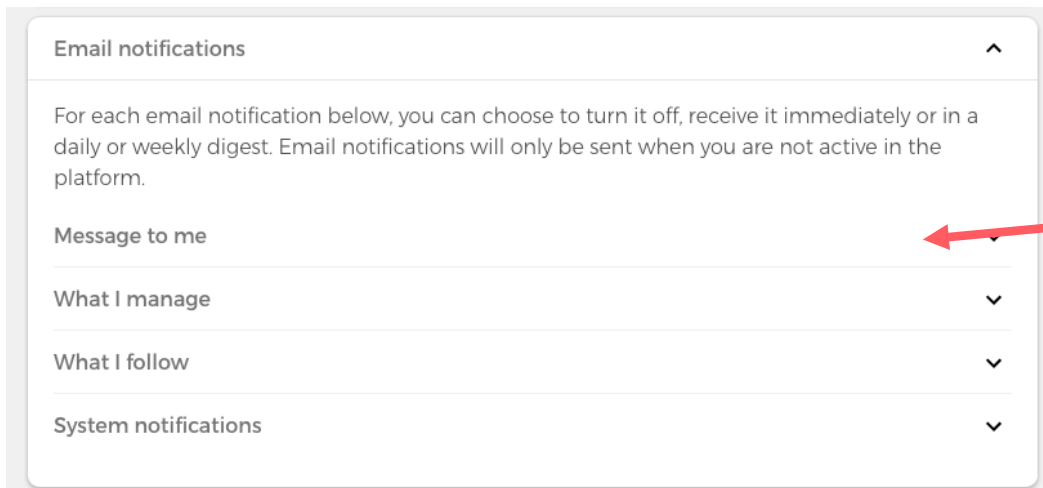 Email notifications
For each email notification below, you can choose to turn it off, receive it immediately or in a
daily or weekly digest. Email notifications will only be sent when you are not active in the
platform.
Message to me
What I manage
What I follow
System notifications